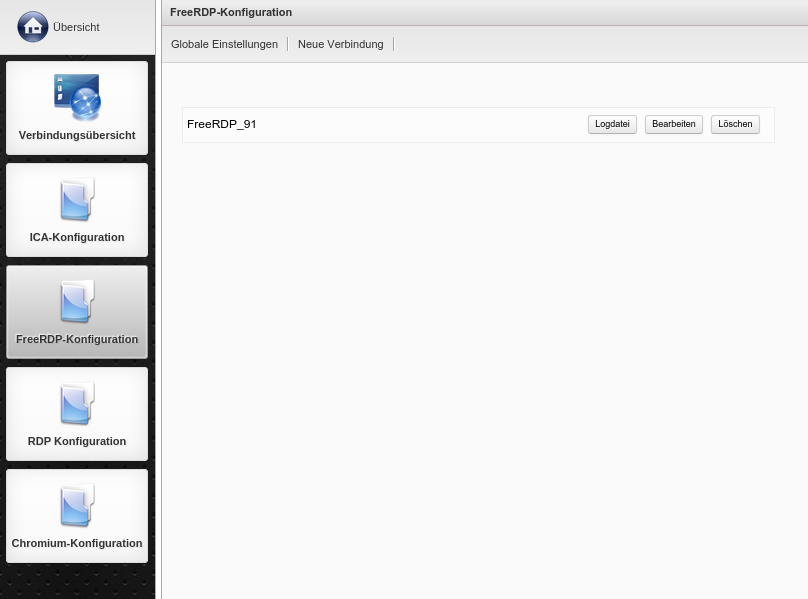 Übersicht
Verbindungsübersicht
ICA-Konfiguration
FreeRDP-Konfiguration
RDP Konfiguration
Chromium-Konfiguration
FreeRDP-Konfiguration
Globale Einstellungen
Neue Verbindung
FreeRDP_91
Logdatei
Bearbeiten
Löschen